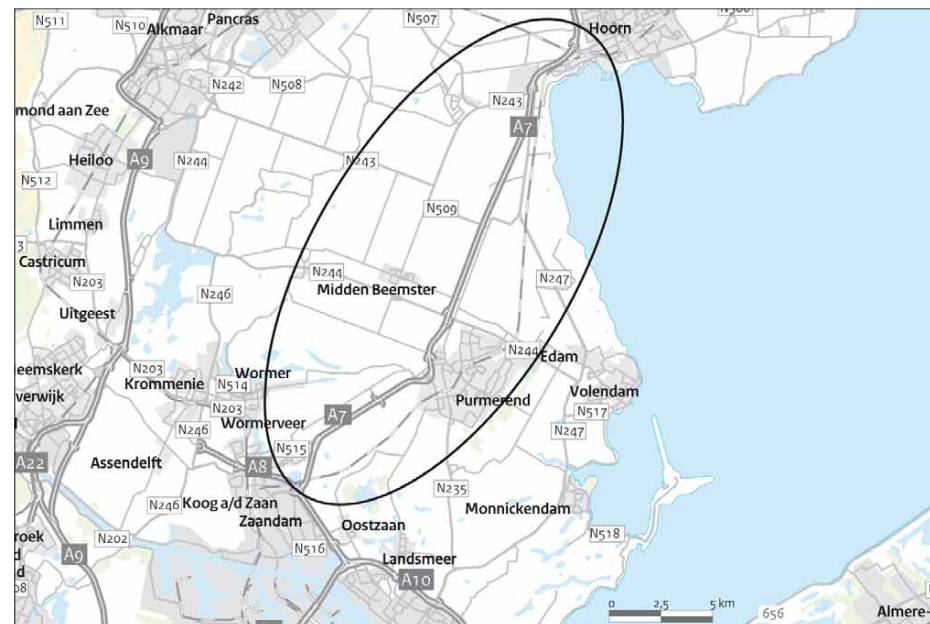 N511
N510
Pancras
Alkmaar
N507
Hoorn
N242
N508
N243
mond aan Zee
A7
Heiloo
A9
N244
N243
N512
N509
Limmen
Castricum
N203
N244
N247
Midden Beemster
N246
Uitgeest
N244
Edam
eemskerk
N203
Wormer
Krommenie
N514
Volendam
verwijk
N203
A7
Purmerend
N517
Wormerveer
N246
N247
N515
A22
Assendelft
A8
N235
Koog a/d Zaan
N246
Monnickendam
Zaandam
Oostzaan
N518
roek
N202
N516
d
A9
Landsmeer
d
A10
08
0 2,5 5 km
656
Almere-